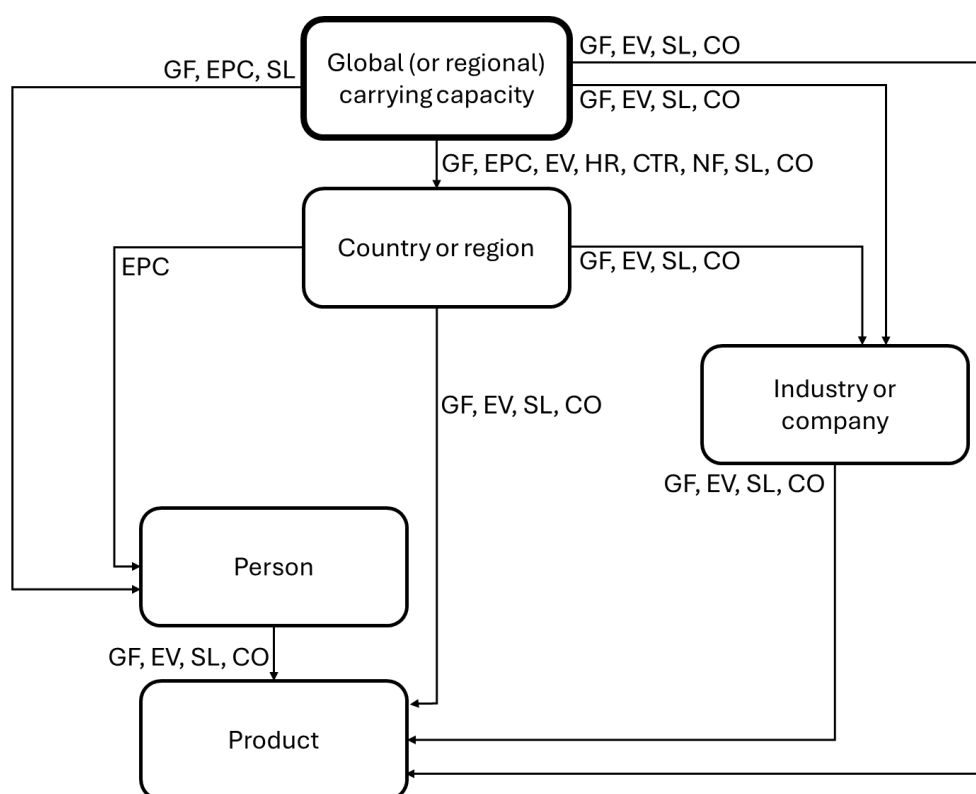 GF, EV, SL, CO
GF, EPC, SL
Global (or regional)
carrying capacity
GF, EV, SL, CO
GF, EPC, EV, HR, CTR, NF, SL, CO
Country or region
EPC
GF, EV, SL, CO
Industry or
company
GF, EV, SL, CO
GF, EV, SL, CO
Person
GF, EV, SL, CO
Product